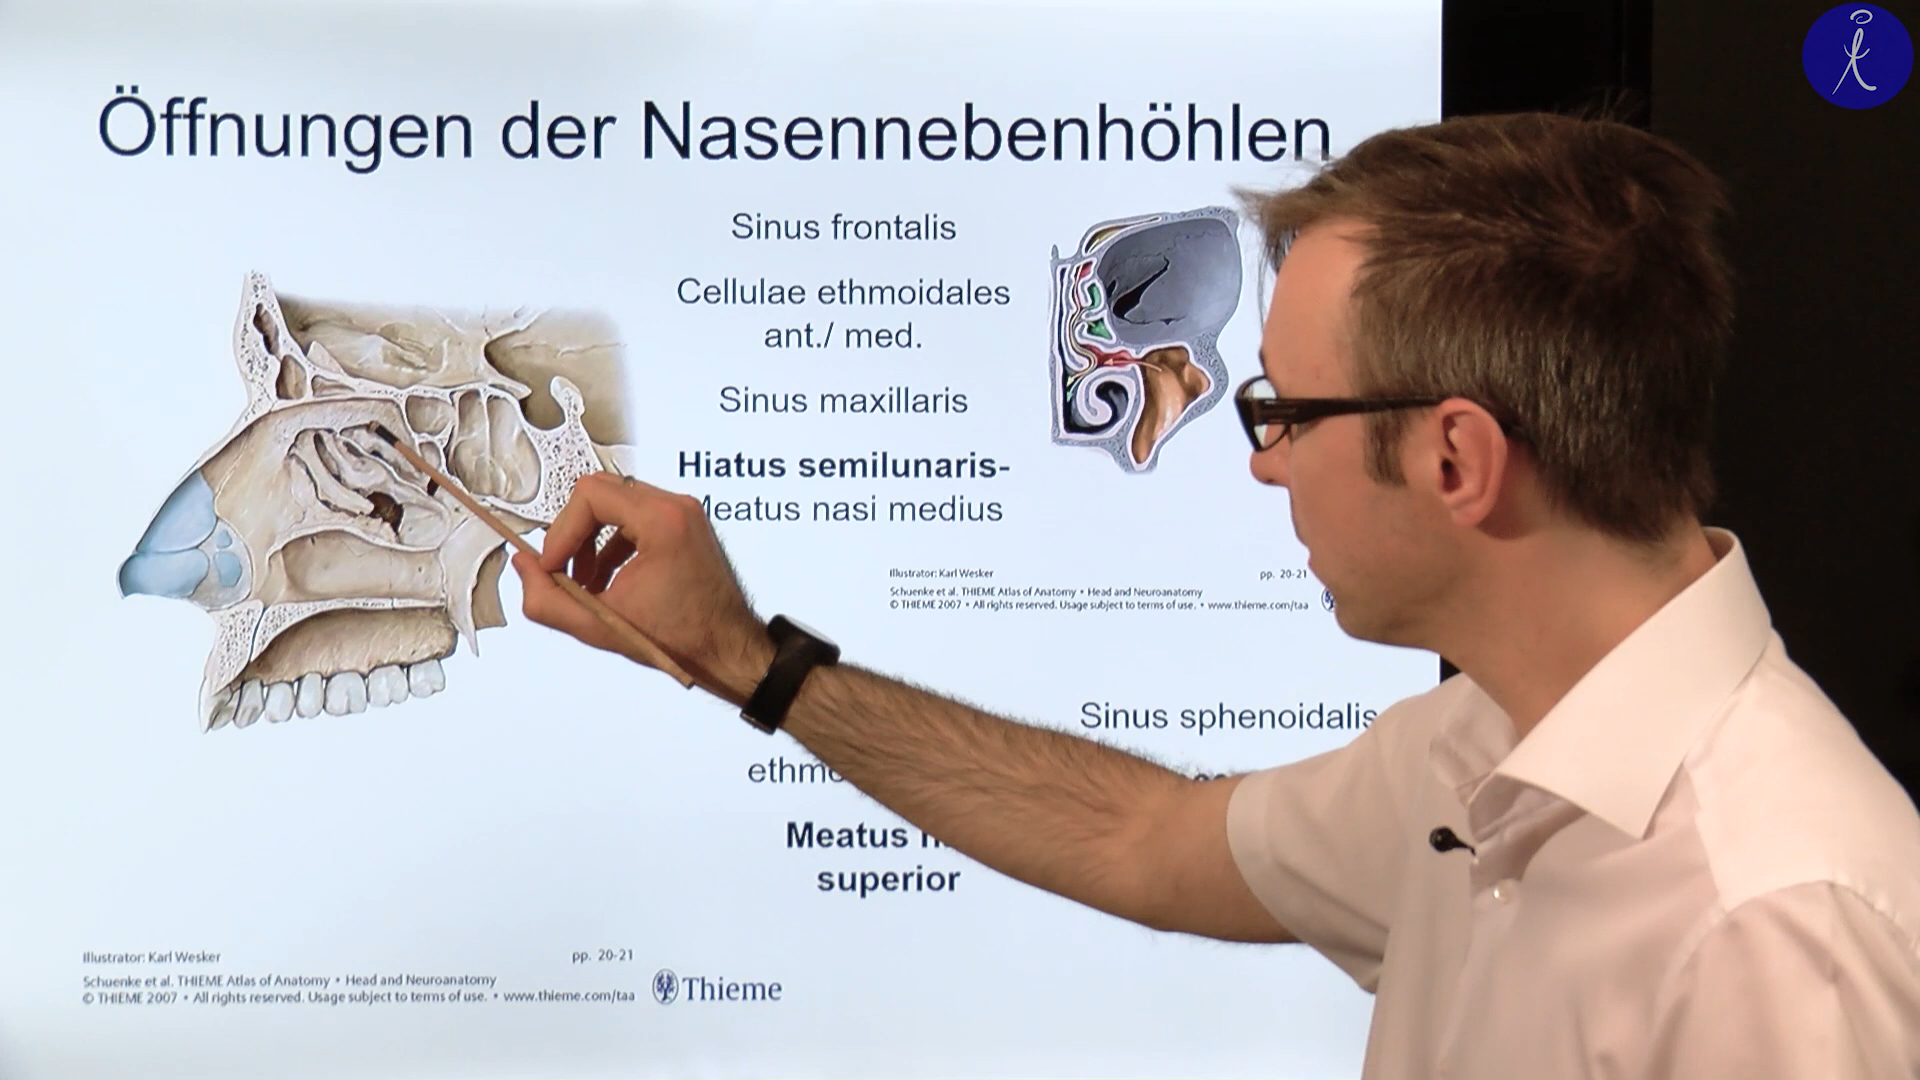 Öffnungen der Nasennebenhöhlen
Sinus frontalis
Cellulae ethmoidales
ant./ med.
Sinus maxillaris
Hiatus semilunaris-
Meatus nasi medius
Illustrator: Karl Wesker pp. 20-21
Schuenke et al. THIEME Atlas of Anatomy • Head and Neuroanatomy
© THIEME 2007 • All rights reserved. Usage subject to terms of use. • www.thieme.com/taa
Sinus sphenoidalis
Meatus
superior
Illustrator: Karl Wesker pp. 20-21
Schuenke et al. THIEME Atlas of Anatomy • Head and Neuroanatomy
© THIEME 2007 • All rights reserved. Usage subject to terms of use. • www.thieme.com/taa
Thieme